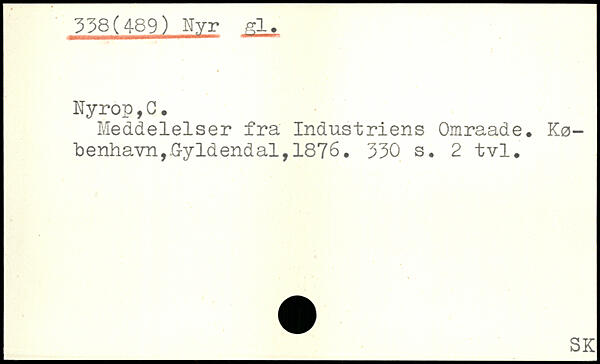 338(489) Nyr gl.
Nyrop,C.
Meddelelser fra Industriens Omraade. Kø-
benhavn,Gyldendal,1876. 330 s. 2 tvl.
SK